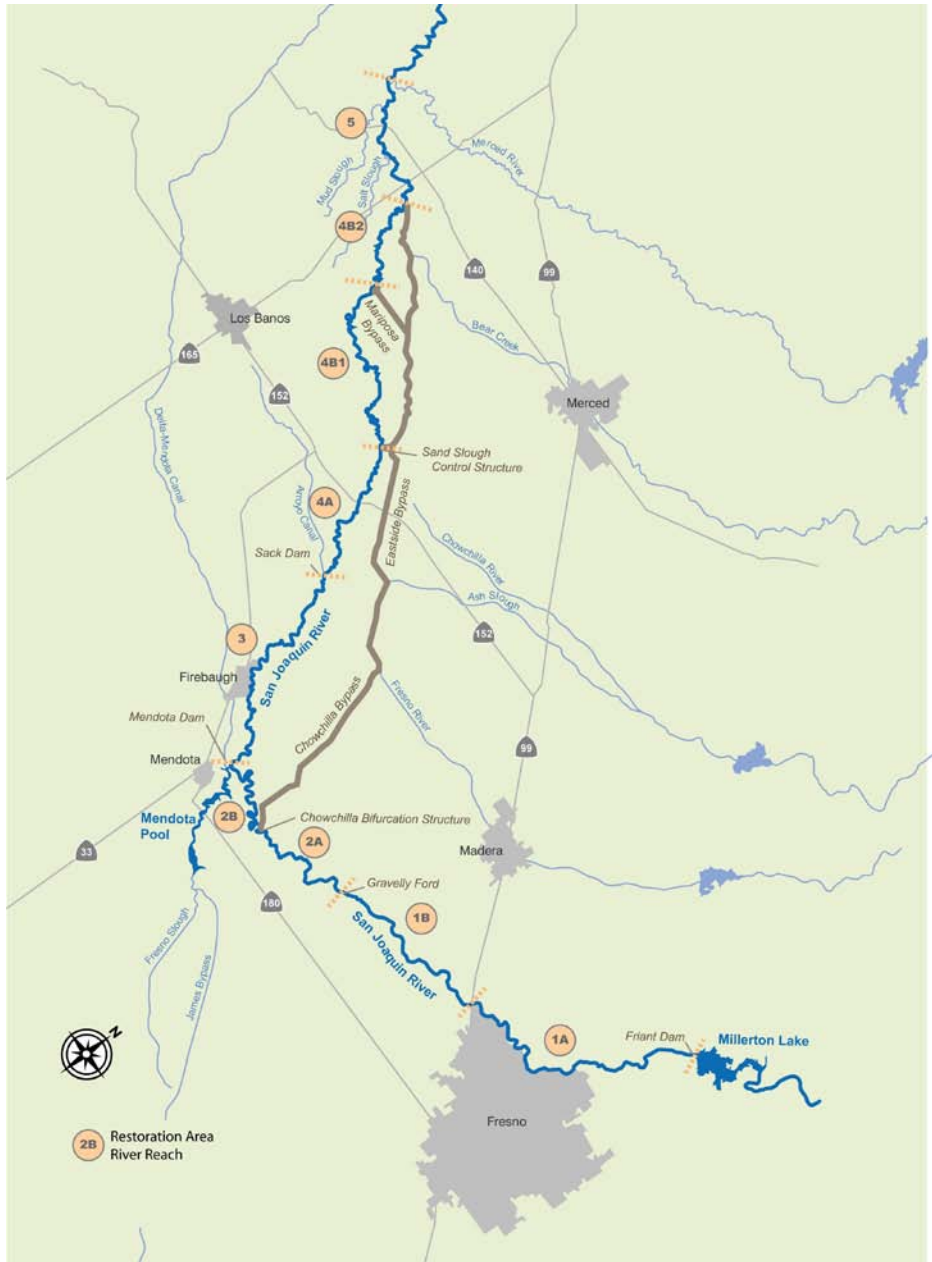 5
Merced River
Mud Slough
Salt Slough
4B2
140
99
Mariposa
Bypass
Los Banos
Bear Creek
165
4B1
152
Merced
Delta-Mendota Canal
Sand Slough
Control Structure
4A
Arroyo Canal
Eastside Bypass
Sack Dam
Chowchilla River
Ash Slough
152
3
San Joaquin River
Firebaugh
Fresno River
Chowchilla Bypass
Mendota Dam
99
Mendota
Mendota
Pool
2B
Chowchilla Bifurcation Structure
2A
Madera
33
Gravelly Ford
180
1B
San Joaquin River
Fresno Slough
James Bypass
N
1A
Friant Dam
Millerton Lake
Fresno
2B
Restoration Area
River Reach